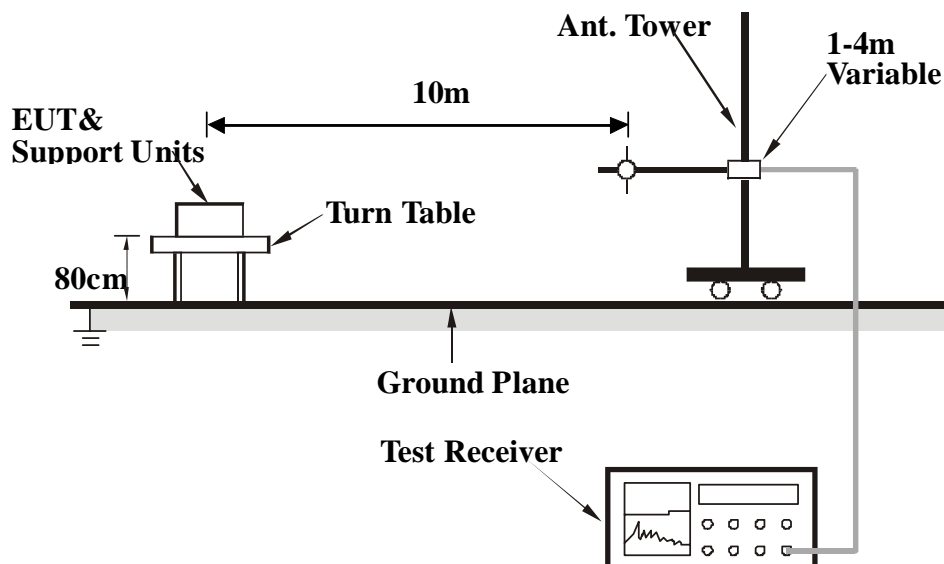 Ant. Tower
1-4m
Variable
10m
EUT&
Support Units
Turn Table
80cm
Ground Plane
Test Receiver